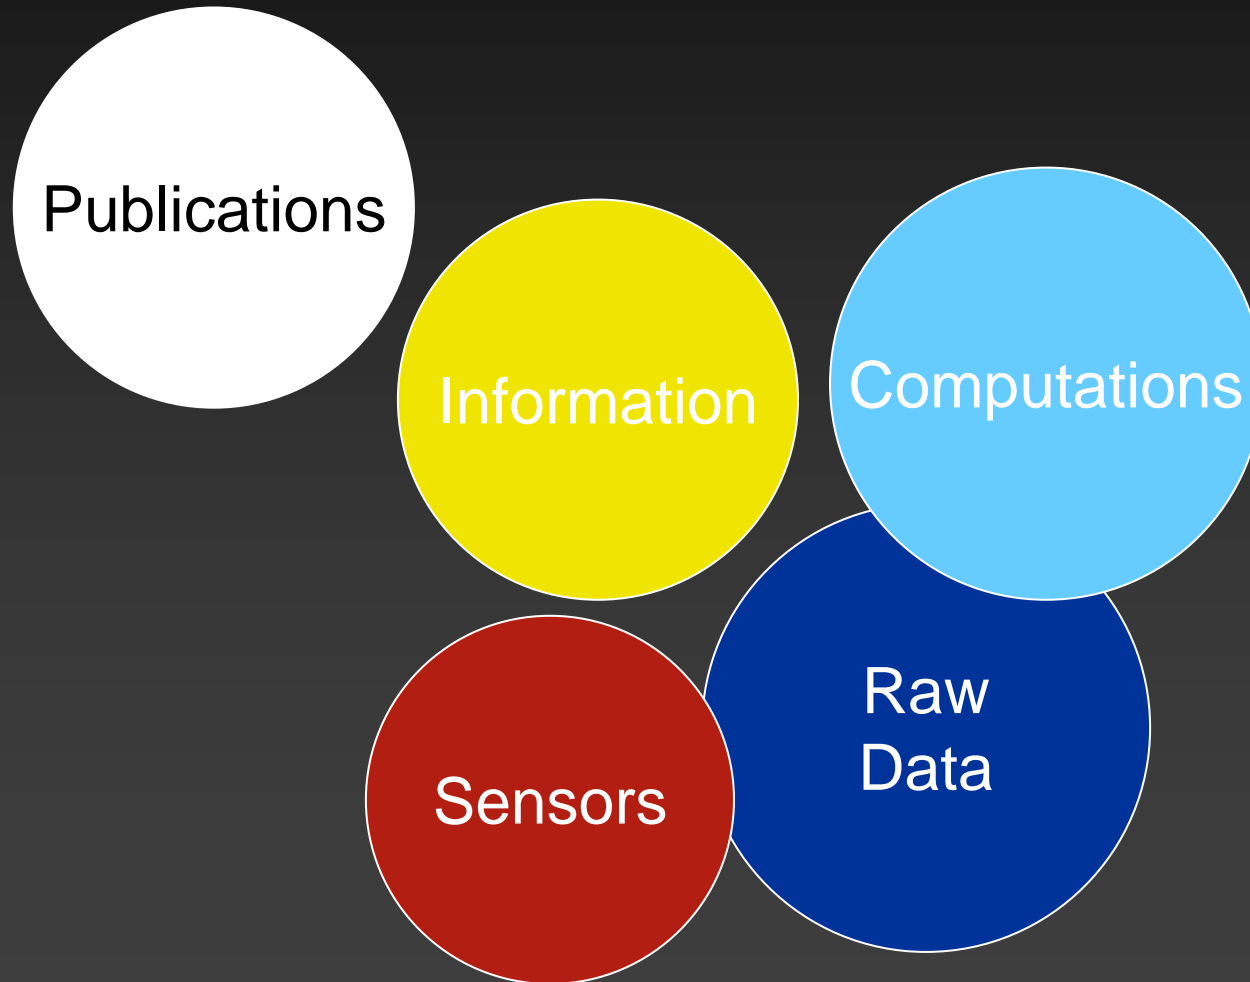 Publications
Information
Computations
Raw
Data
Sensors